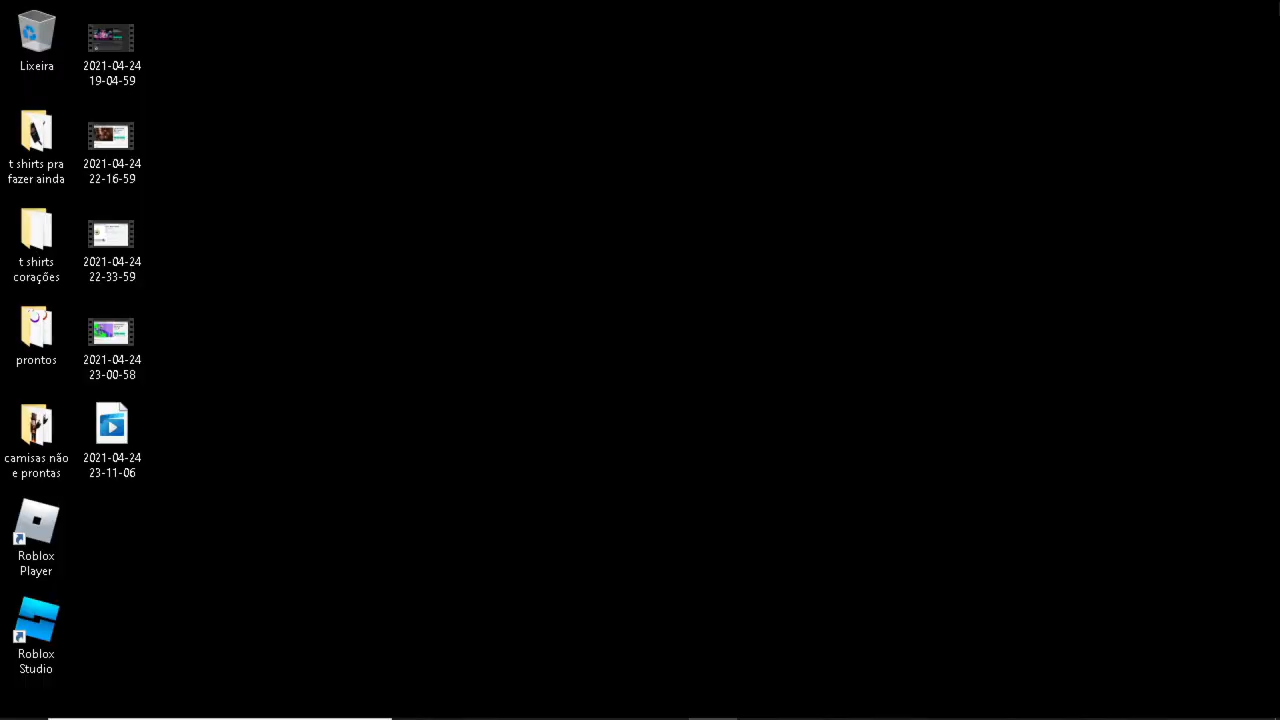 Lixeira
t shirts pra
fazer ainda
t shirts
corações
prontos
camisas não
e prontas
Roblox
Player
Roblox
Studio
2021-04-24
19-04-59
2021-04-24
22-16-59
2021-04-24
22-33-59
2021-04-24
23-00-58
2021-04-24
23-11-06